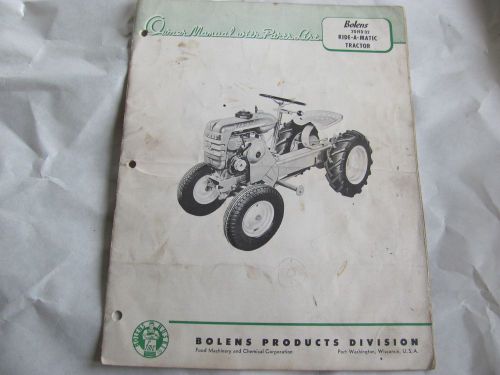 Owner Manual with Parts List
Bolens
20HD02
RIDE-A-MATIC
TRACTOR
BOLENS PRODUCTS DIVISION
Food Machinery and Chemical Corporation Port Washington, Wisconsin, U.S.A.